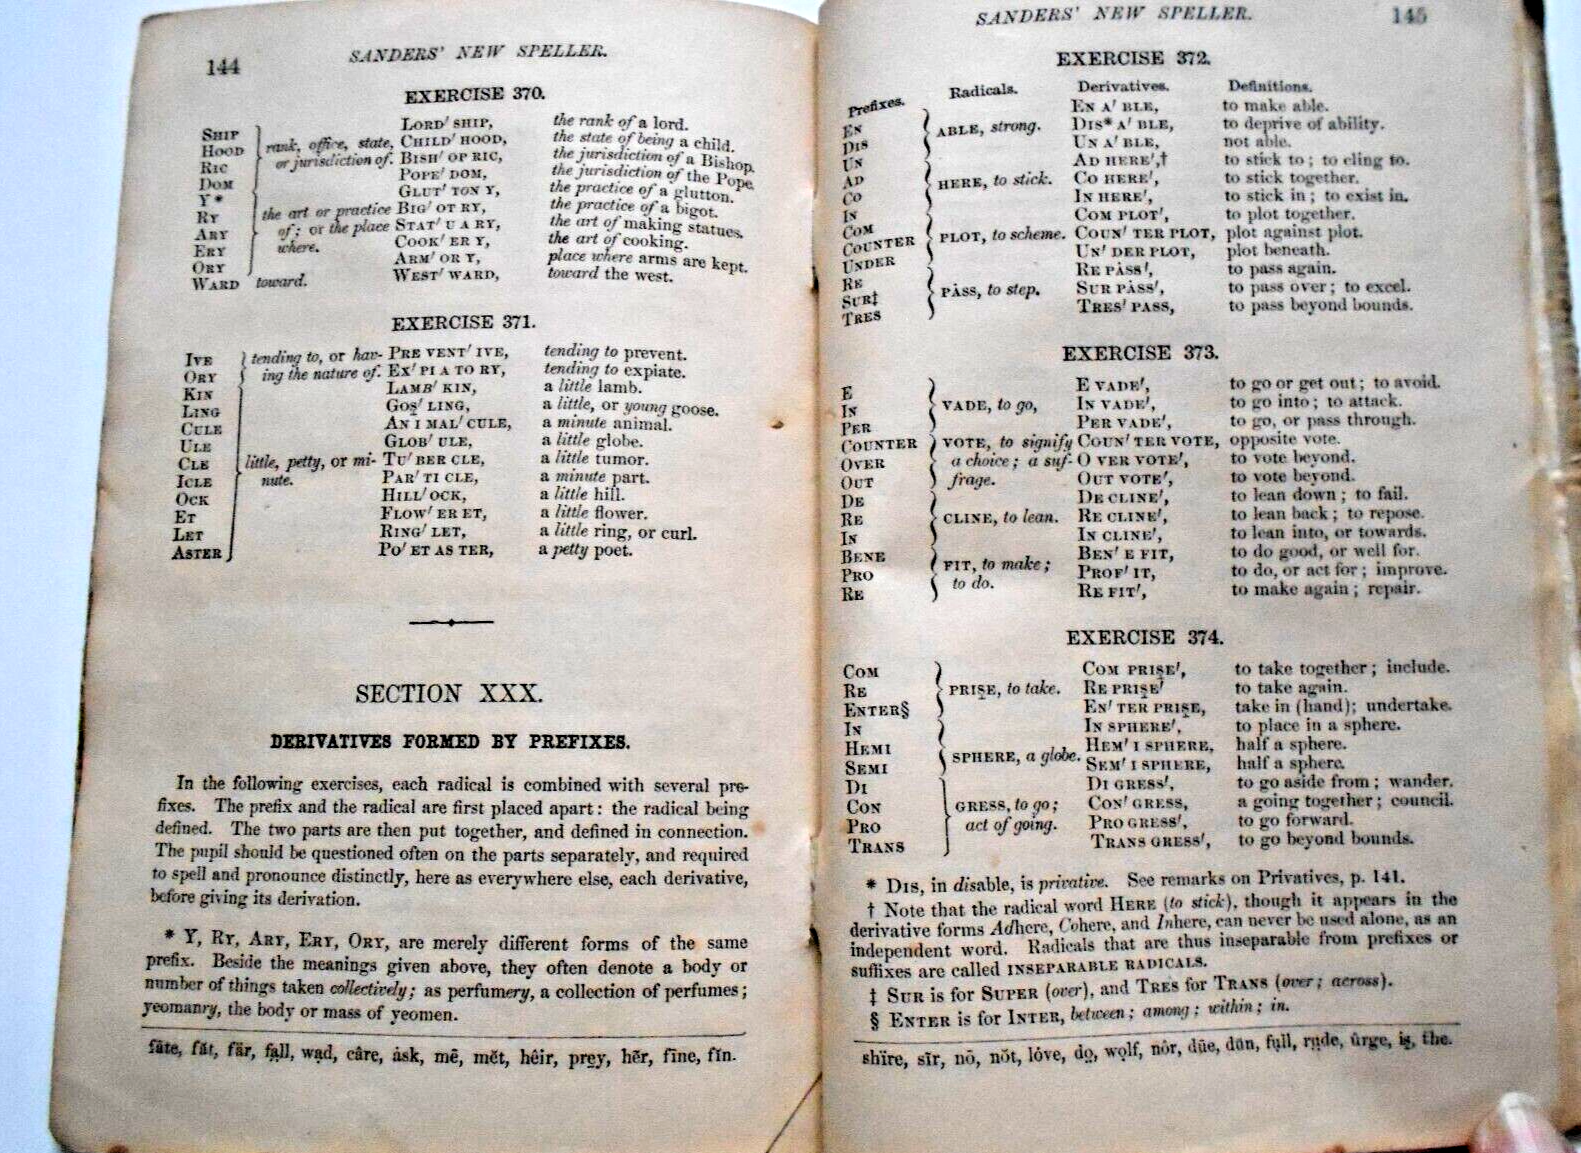 144 SANDERS' NEW SPELLER.
EXERCISE 370.
SHIP LORD' SHIP, the rank of a lord.
HOOD rank, office, state, CHILD' HOOD, the state of being a child.
RIC or jurisdiction of. BISH' OP RIC, the jurisdiction of a Bishop.
DOM POPE' DOM, the jurisdiction of the Pope.
Y* GLUT' TON Y, the practice of a glutton.
RY the art or practice BIG' OT RY, the practice of a bigot.
ARY of; or the place STAT' U A RY, the art of making statues.
ERY where. COOK' ER Y, the art of cooking.
ORY ARM' OR Y, place where arms are kept.
WARD toward. WEST' WARD, toward the west.
EXERCISE 371.
IVE tending to, or hav- PRE VENT' IVE, tending to prevent.
ORY ing the nature of. EX' PI A TO RY, tending to expiate.
KIN LAMB' KIN, a little lamb.
LING GOS' LING, a little, or young goose.
CULE AN I MAL' CULE, a minute animal.
ULE GLOB' ULE, a little globe.
CLE little, petty, or mi- TU' BER CLE, a little tumor.
ICLE nute. PAR' TI CLE, a minute part.
OCK HILL' OCK, a little hill.
ET FLOW' ER ET, a little flower.
LET RING' LET, a little ring, or curl.
ASTER PO' ET AS TER, a petty poet.
SECTION XXX.
DERIVATIVES FORMED BY PREFIXES.
In the following exercises, each radical is combined with several pre-
fixes. The prefix and the radical are first placed apart: the radical being
defined. The two parts are then put together, and defined in connection.
The pupil should be questioned often on the parts separately, and required
to spell and pronounce distinctly, here as everywhere else, each derivative,
before giving its derivation.
* Y, RY, ARY, ERY, ORY, are merely different forms of the same
prefix. Beside the meanings given above, they often denote a body or
number of things taken collectively; as perfumery, a collection of perfumes;
yeomanry, the body or mass of yeomen.
fāte, făt, fär, fạll, wạd, câre, ȧsk, mē, mĕt, hêir, prẹy, hẽr, fīne, fĭn.
SANDERS' NEW SPELLER. 145
EXERCISE 372.
Prefixes. Radicals. Derivatives. Definitions.
EN EN A' BLE, to make able.
DIS ABLE, strong. DIS* A' BLE, to deprive of ability.
UN UN A' BLE, not able.
AD AD HERE',† to stick to; to cling to.
CO HERE, to stick. CO HERE', to stick together.
IN IN HERE', to stick in; to exist in.
COM COM PLOT', to plot together.
COUNTER PLOT, to scheme. COUN' TER PLOT, plot against plot.
UNDER UN' DER PLOT, plot beneath.
RE RE PȦSS', to pass again.
SUR‡ PȦSS, to step. SUR PȦSS', to pass over; to excel.
TRES TRES' PASS, to pass beyond bounds.
EXERCISE 373.
E E VADE', to go or get out; to avoid.
IN VADE, to go, IN VADE', to go into; to attack.
PER PER VADE', to go, or pass through.
COUNTER VOTE, to signify COUN' TER VOTE, opposite vote.
OVER a choice; a suf- O VER VOTE', to vote beyond.
OUT frage. OUT VOTE', to vote beyond.
DE DE CLINE', to lean down; to fail.
RE CLINE, to lean. RE CLINE', to lean back; to repose.
IN IN CLINE', to lean into, or towards.
BENE FIT, to make; BEN' E FIT, to do good, or well for.
PRO to do. PROF' IT, to do, or act for; improve.
RE RE FIT', to make again; repair.
EXERCISE 374.
COM COM PRISE', to take together; include.
RE PRISE, to take. RE PRISE' to take again.
ENTER§ EN' TER PRISE, take in (hand); undertake.
IN IN SPHERE', to place in a sphere.
HEMI SPHERE, a globe. HEM' I SPHERE, half a sphere.
SEMI SEM' I SPHERE, half a sphere.
DI DI GRESS', to go aside from; wander.
CON GRESS, to go; CON' GRESS, a going together; council.
PRO act of going. PRO GRESS', to go forward.
TRANS TRANS GRESS', to go beyond bounds.
* DIS, in disable, is privative. See remarks on Privatives, p. 141.
† Note that the radical word HERE (to stick), though it appears in the
derivative forms Adhere, Cohere, and Inhere, can never be used alone, as an
independent word. Radicals that are thus inseparable from prefixes or
suffixes are called INSEPARABLE RADICALS.
‡ SUR is for SUPER (over), and TRES for TRANS (over; across).
§ ENTER is for INTER, between; among; within; in.
shïre, sĭr, nō, nŏt, lóve, dọ, wọlf, nôr, dūe, dŭn, fụll, rụde, ûrge, iṣ, the.